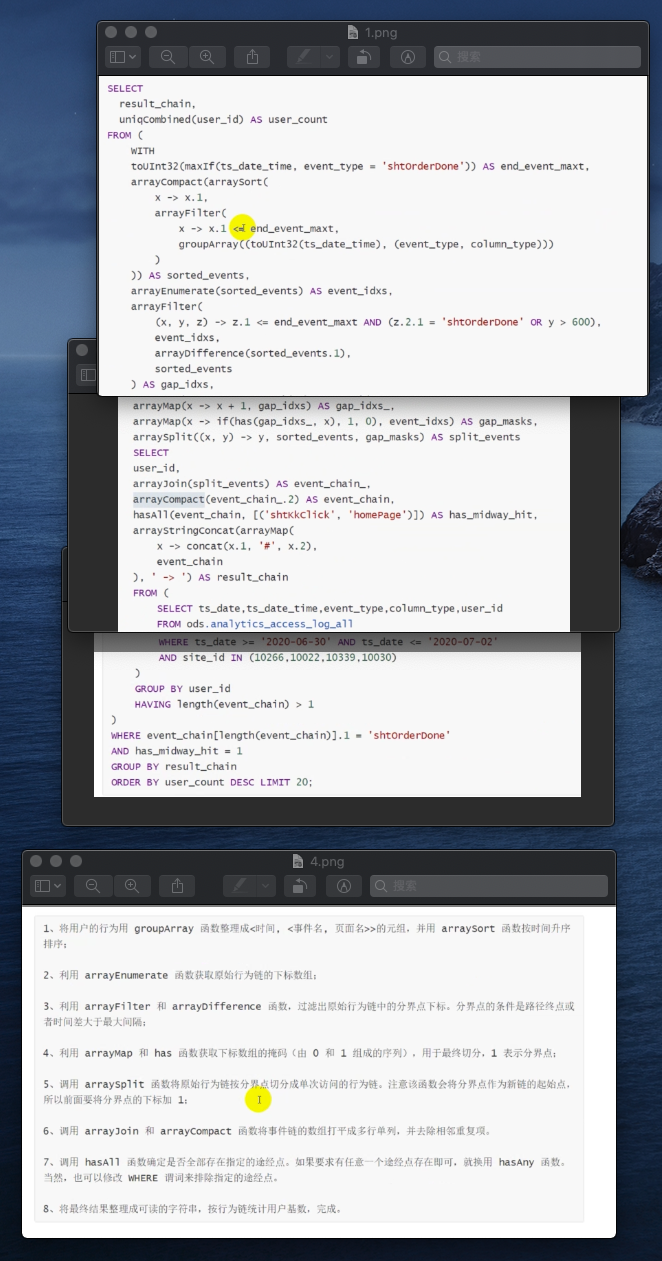 1.png
搜索
SELECT
result_chain,
uniqCombined(user_id) AS user_count
FROM (
WITH
toUInt32(maxIf(ts_date_time, event_type = 'shtOrderDone')) AS end_event_maxt,
arrayCompact(arraySort(
x -> x.1,
arrayFilter(
x -> x.1 <= end_event_maxt,
groupArray((toUInt32(ts_date_time), (event_type, column_type)))
)
)) AS sorted_events,
arrayEnumerate(sorted_events) AS event_idxs,
arrayFilter(
(x, y, z) -> z.1 <= end_event_maxt AND (z.2.1 = 'shtOrderDone' OR y > 600),
event_idxs,
arrayDifference(sorted_events.1),
sorted_events
) AS gap_idxs,
arrayMap(x -> x + 1, gap_idxs) AS gap_idxs_,
arrayMap(x -> if(has(gap_idxs_, x), 1, 0), event_idxs) AS gap_masks,
arraySplit((x, y) -> y, sorted_events, gap_masks) AS split_events
SELECT
user_id,
arrayJoin(split_events) AS event_chain_,
arrayCompact(event_chain_.2) AS event_chain,
hasAll(event_chain, [('shtKkClick', 'homePage')]) AS has_midway_hit,
arrayStringConcat(arrayMap(
x -> concat(x.1, '#', x.2),
event_chain
), ' -> ') AS result_chain
FROM (
SELECT ts_date,ts_date_time,event_type,column_type,user_id
FROM ods.analytics_access_log_all
WHERE ts_date >= '2020-06-30' AND ts_date <= '2020-07-02'
AND site_id IN (10266,10022,10339,10030)
)
GROUP BY user_id
HAVING length(event_chain) > 1
)
WHERE event_chain[length(event_chain)].1 = 'shtOrderDone'
AND has_midway_hit = 1
GROUP BY result_chain
ORDER BY user_count DESC LIMIT 20;
4.png
搜索
1、将用户的行为用 groupArray 函数整理成<时间, <事件名, 页面名>>的元组，并用 arraySort 函数按时间升序
排序；
2、利用 arrayEnumerate 函数获取原始行为链的下标数组；
3、利用 arrayFilter 和 arrayDifference 函数，过滤出原始行为链中的分界点下标。分界点的条件是路径终点或
者时间差大于最大间隔；
4、利用 arrayMap 和 has 函数获取下标数组的掩码（由 0 和 1 组成的序列），用于最终切分，1 表示分界点；
5、调用 arraySplit 函数将原始行为链按分界点切分成单次访问的行为链。注意该函数会将分界点作为新链的起始点，
所以前面要将分界点的下标加 1；
6、调用 arrayJoin 和 arrayCompact 函数将事件链的数组打平成多行单列，并去除相邻重复项。
7、调用 hasAll 函数确定是否全部存在指定的途经点。如果要求有任意一个途经点存在即可，就换用 hasAny 函数。
当然，也可以修改 WHERE 谓词来排除指定的途经点。
8、将最终结果整理成可读的字符串，按行为链统计用户基数，完成。